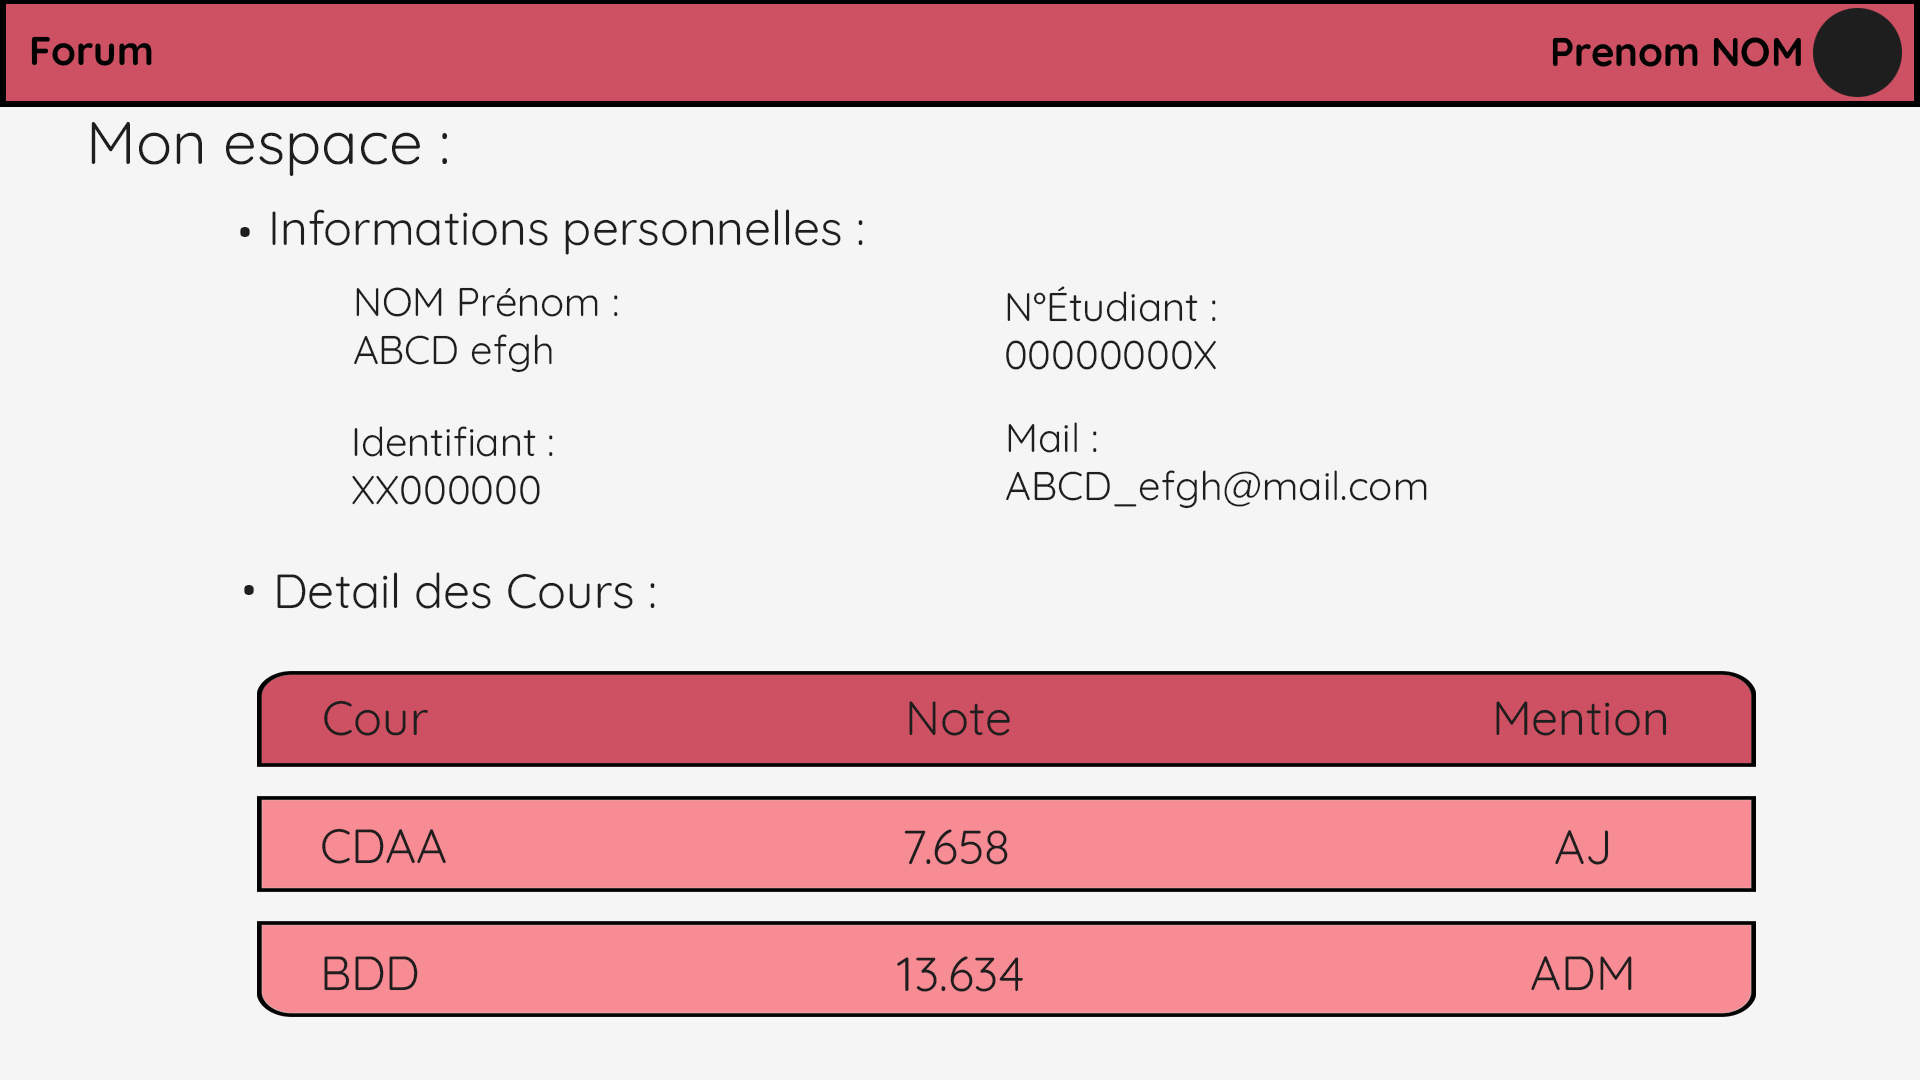 Forum
Prenom NOM
Mon espace :
• Informations personnelles :
NOM Prénom :
ABCD efgh
N°Étudiant :
00000000X
Identifiant :
XX000000
Mail :
ABCD_efgh@mail.com
• Detail des Cours :
Cour Note Mention
CDAA 7.658 AJ
BDD 13.634 ADM